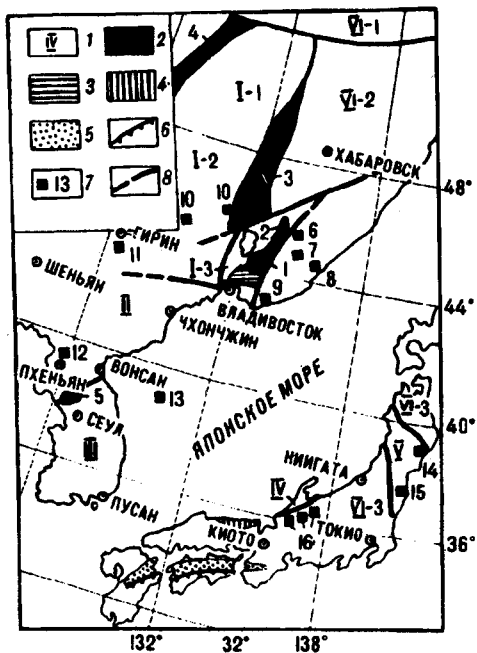 IV 1 2
3 4
5 6
13 7 8
4
VI-1
I-1
VI-2
I-2
ХАБАРОВСК
3
48°
10 10
ГИРИН
11
2 6
7
I-3 1 8
9
ШЕНЬЯН
II
ВЛАДИВОСТОК
44°
ЧХОНЧЖИН
12
ПХЕНЬЯН
ВОНСАН
5
13
СЕУЛ
ЯПОНСКОЕ МОРЕ
VI-3
40°
V
14
III
НИИГАТА
IV
15
VI-3
ПУСАН
ТОКИО
16
КИОТО
36°
132° 32° 138°